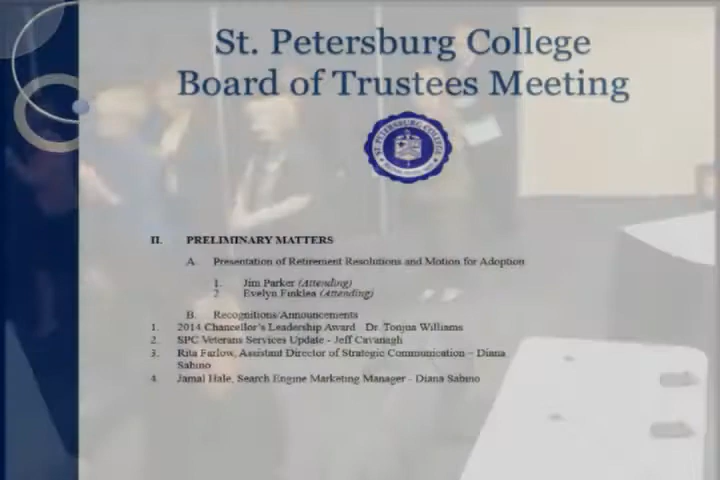 St. Petersburg College
Board of Trustees Meeting
ST. PETERSBURG COLLEGE
II. PRELIMINARY MATTERS
A. Presentation of Retirement Resolutions and Motion for Adoption
1. Jim Parker (Attending)
2 Evelyn Finklea (Attending)
B. Recognitions/Announcements
1. 2014 Chancellor's Leadership Award Dr. Tonjua Williams
2. SPC Veterans Services Update - Jeff Cavanagh
3. Rita Farlow, Assistant Director of Strategic Communication – Diana
Sabino
4. Jamal Hale, Search Engine Marketing Manager - Diana Sabino